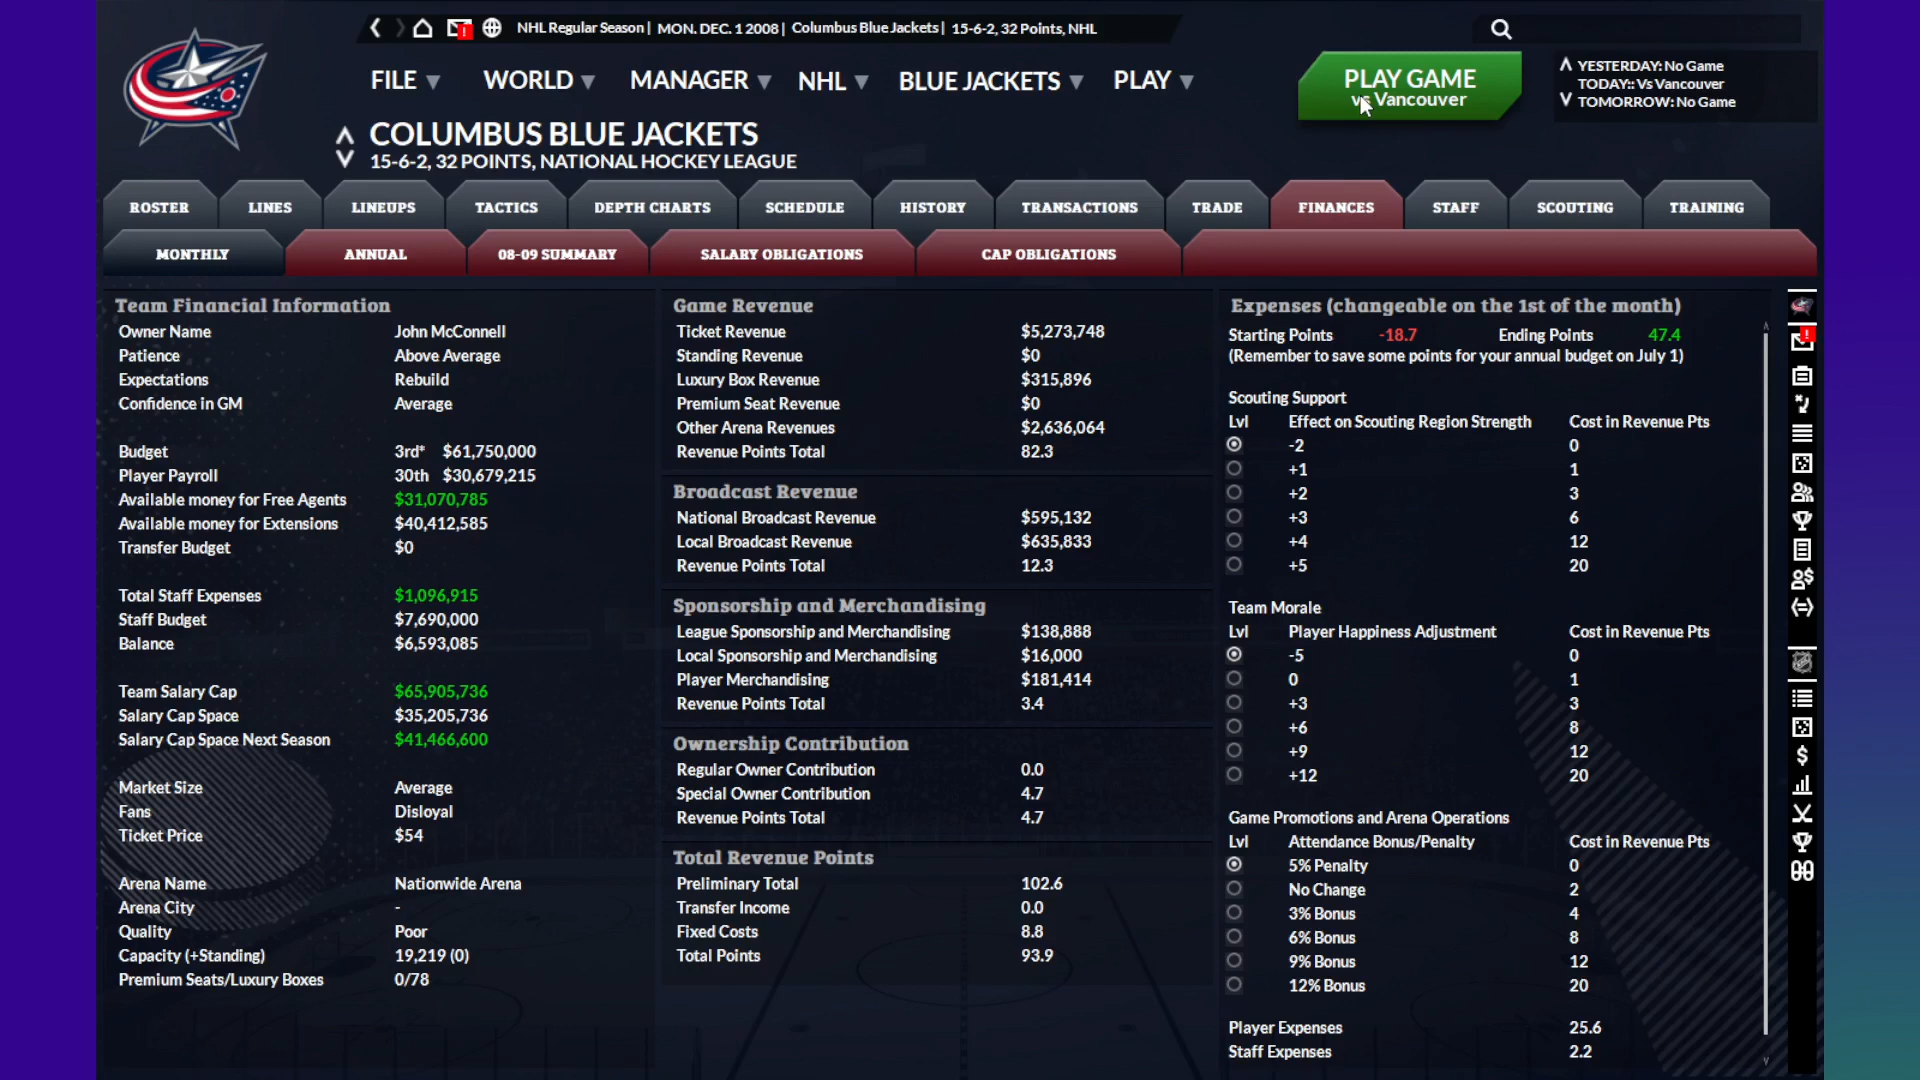 NHL Regular Season | MON. DEC. 1 2008 | Columbus Blue Jackets | 15-6-2, 32 Points, NHL
FILE WORLD MANAGER NHL BLUE JACKETS PLAY
PLAY GAME
vs Vancouver
YESTERDAY: No Game
TODAY:: Vs Vancouver
TOMORROW: No Game
COLUMBUS BLUE JACKETS
15-6-2, 32 POINTS, NATIONAL HOCKEY LEAGUE
ROSTER LINES LINEUPS TACTICS DEPTH CHARTS SCHEDULE HISTORY TRANSACTIONS TRADE FINANCES STAFF SCOUTING TRAINING
MONTHLY ANNUAL 08-09 SUMMARY SALARY OBLIGATIONS CAP OBLIGATIONS
Team Financial Information
Owner Name John McConnell
Patience Above Average
Expectations Rebuild
Confidence in GM Average
Budget 3rd* $61,750,000
Player Payroll 30th $30,679,215
Available money for Free Agents $31,070,785
Available money for Extensions $40,412,585
Transfer Budget $0
Total Staff Expenses $1,096,915
Staff Budget $7,690,000
Balance $6,593,085
Team Salary Cap $65,905,736
Salary Cap Space $35,205,736
Salary Cap Space Next Season $41,466,600
Market Size Average
Fans Disloyal
Ticket Price $54
Arena Name Nationwide Arena
Arena City -
Quality Poor
Capacity (+Standing) 19,219 (0)
Premium Seats/Luxury Boxes 0/78
Game Revenue
Ticket Revenue $5,273,748
Standing Revenue $0
Luxury Box Revenue $315,896
Premium Seat Revenue $0
Other Arena Revenues $2,636,064
Revenue Points Total 82.3
Broadcast Revenue
National Broadcast Revenue $595,132
Local Broadcast Revenue $635,833
Revenue Points Total 12.3
Sponsorship and Merchandising
League Sponsorship and Merchandising $138,888
Local Sponsorship and Merchandising $16,000
Player Merchandising $181,414
Revenue Points Total 3.4
Ownership Contribution
Regular Owner Contribution 0.0
Special Owner Contribution 4.7
Revenue Points Total 4.7
Total Revenue Points
Preliminary Total 102.6
Transfer Income 0.0
Fixed Costs 8.8
Total Points 93.9
Expenses (changeable on the 1st of the month)
Starting Points -18.7 Ending Points 47.4
(Remember to save some points for your annual budget on July 1)
Scouting Support
Lvl Effect on Scouting Region Strength Cost in Revenue Pts
-2 0
+1 1
+2 3
+3 6
+4 12
+5 20
Team Morale
Lvl Player Happiness Adjustment Cost in Revenue Pts
-5 0
0 1
+3 3
+6 8
+9 12
+12 20
Game Promotions and Arena Operations
Lvl Attendance Bonus/Penalty Cost in Revenue Pts
5% Penalty 0
No Change 2
3% Bonus 4
6% Bonus 8
9% Bonus 12
12% Bonus 20
Player Expenses 25.6
Staff Expenses 2.2